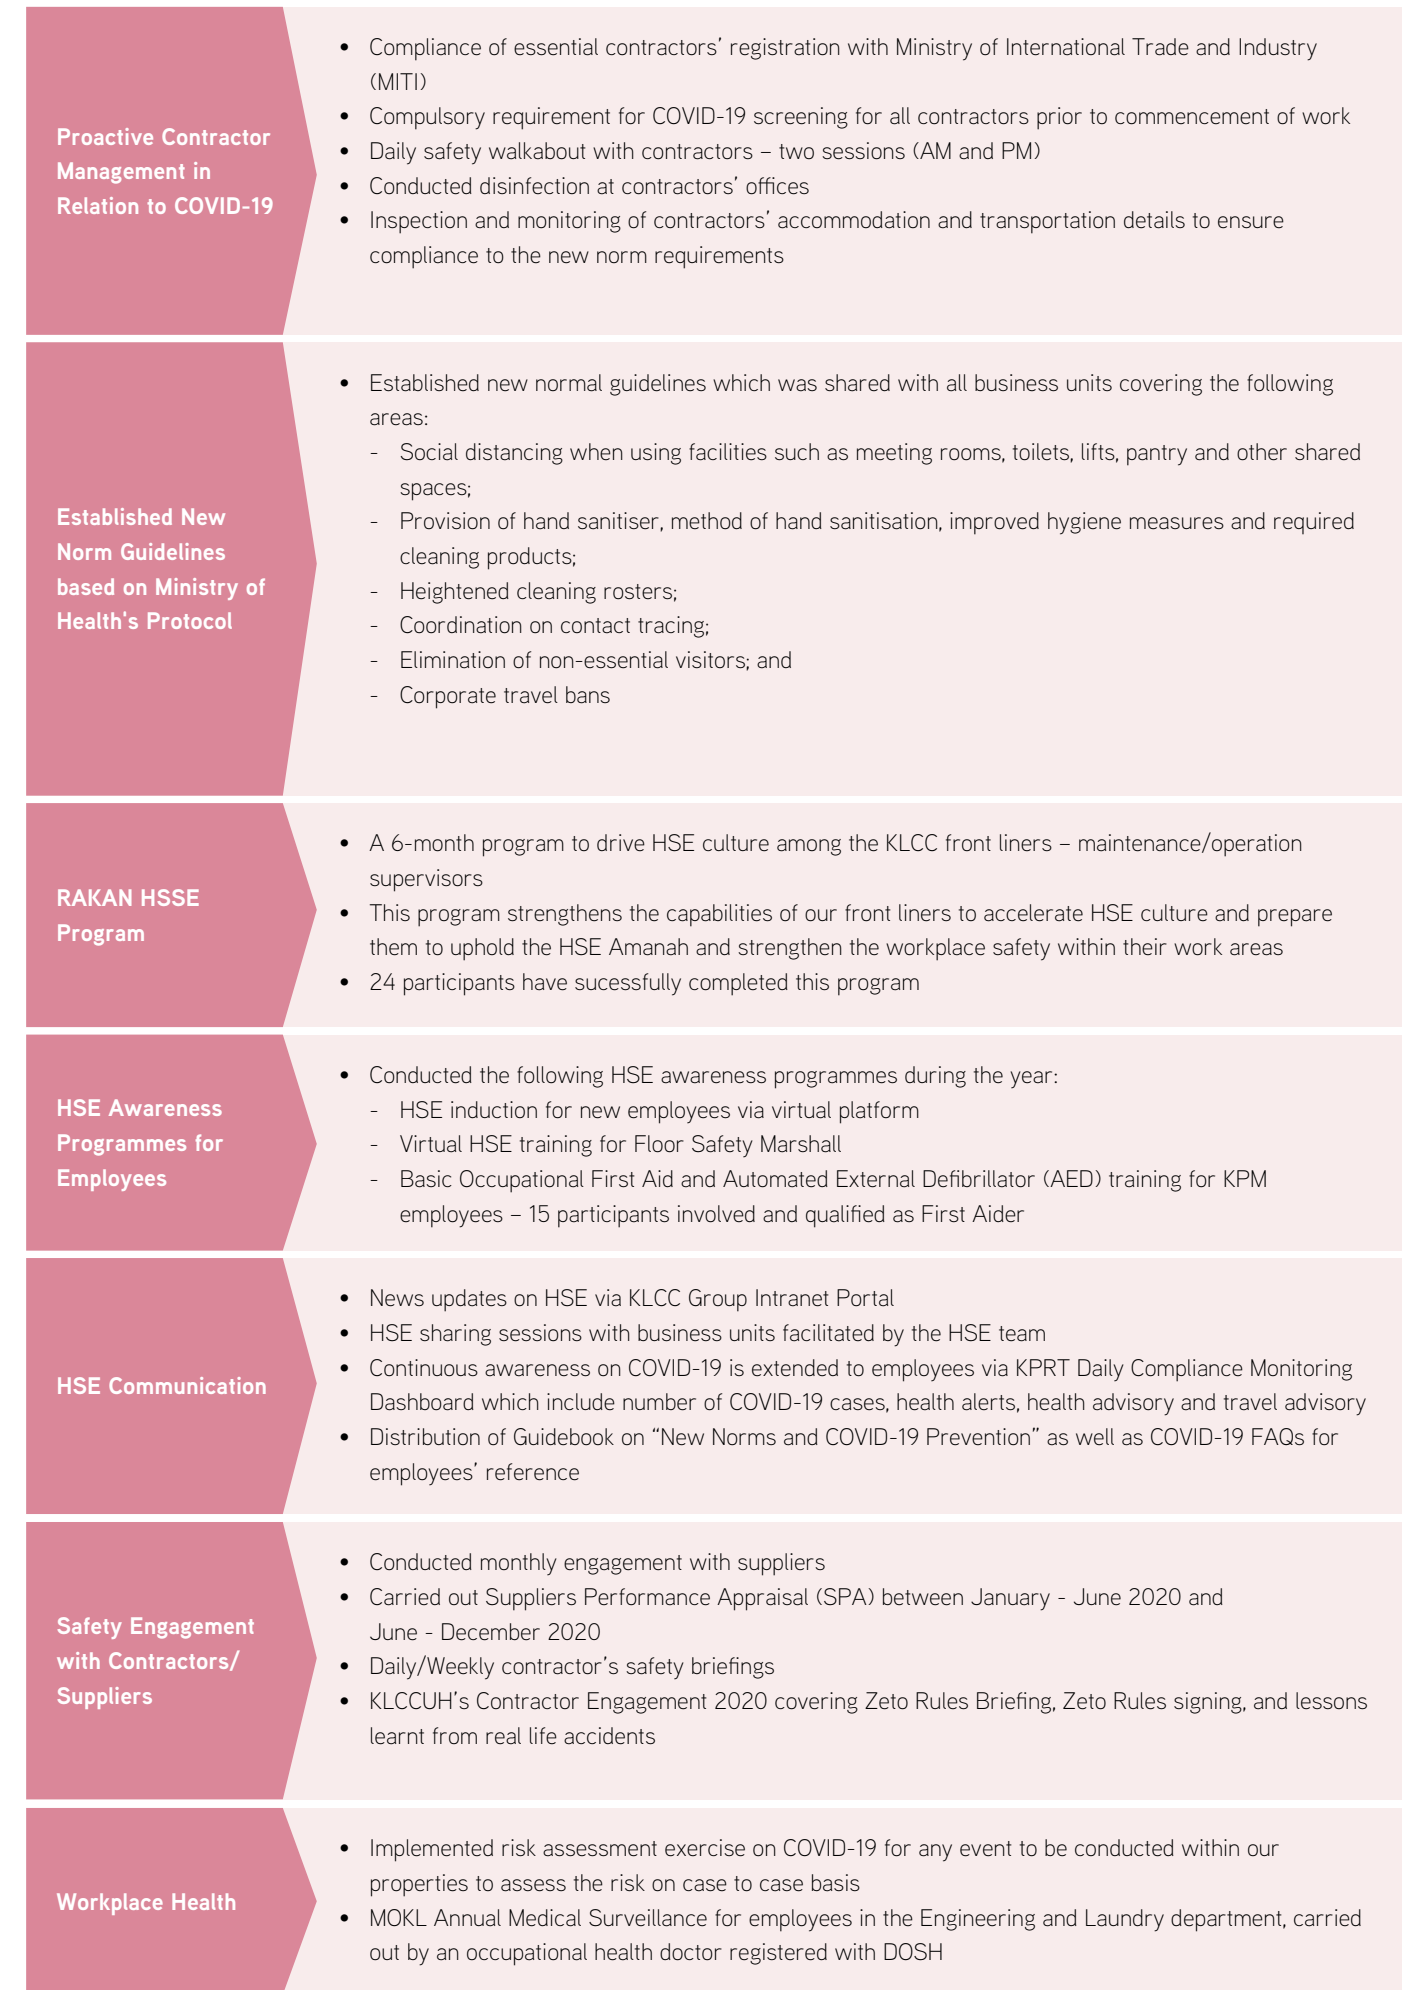 Proactive Contractor
Management in
Relation to COVID-19
• Compliance of essential contractors’ registration with Ministry of International Trade and Industry
(MITI)
• Compulsory requirement for COVID-19 screening for all contractors prior to commencement of work
• Daily safety walkabout with contractors – two sessions (AM and PM)
• Conducted disinfection at contractors’ offices
• Inspection and monitoring of contractors’ accommodation and transportation details to ensure
compliance to the new norm requirements
Established New
Norm Guidelines
based on Ministry of
Health's Protocol
• Established new normal guidelines which was shared with all business units covering the following
areas:
- Social distancing when using facilities such as meeting rooms, toilets, lifts, pantry and other shared
spaces;
- Provision of hand sanitiser, method of hand sanitisation, improved hygiene measures and required
cleaning products;
- Heightened cleaning rosters;
- Coordination on contact tracing;
- Elimination of non-essential visitors; and
- Corporate travel bans
RAKAN HSSE
Program
• A 6-month program to drive HSE culture among the KLCC front liners – maintenance/operation
supervisors
• This program strengthens the capabilities of our front liners to accelerate HSE culture and prepare
them to uphold the HSE Amanah and strengthen the workplace safety within their work areas
• 24 participants have sucessfully completed this program
HSE Awareness
Programmes for
Employees
• Conducted the following HSE awareness programmes during the year:
- HSE induction for new employees via virtual platform
- Virtual HSE training for Floor Safety Marshall
- Basic Occupational First Aid and Automated External Defibrillator (AED) training for KPM
employees – 15 participants involved and qualified as First Aider
HSE Communication
• News updates on HSE via KLCC Group Intranet Portal
• HSE sharing sessions with business units facilitated by the HSE team
• Continuous awareness on COVID-19 is extended to employees via KPRT Daily Compliance Monitoring
Dashboard which include number of COVID-19 cases, health alerts, health advisory and travel advisory
• Distribution of Guidebook on “New Norms and COVID-19 Prevention” as well as COVID-19 FAQs for
employees’ reference
Safety Engagement
with Contractors/
Suppliers
• Conducted monthly engagement with suppliers
• Carried out Suppliers Performance Appraisal (SPA) between January - June 2020 and
June - December 2020
• Daily/Weekly contractor’s safety briefings
• KLCCUH’s Contractor Engagement 2020 covering Zeto Rules Briefing, Zeto Rules signing, and lessons
learnt from real life accidents
Workplace Health
• Implemented risk assessment exercise on COVID-19 for any event to be conducted within our
properties to assess the risk on case to case basis
• MOKL Annual Medical Surveillance for employees in the Engineering and Laundry department, carried
out by an occupational health doctor registered with DOSH